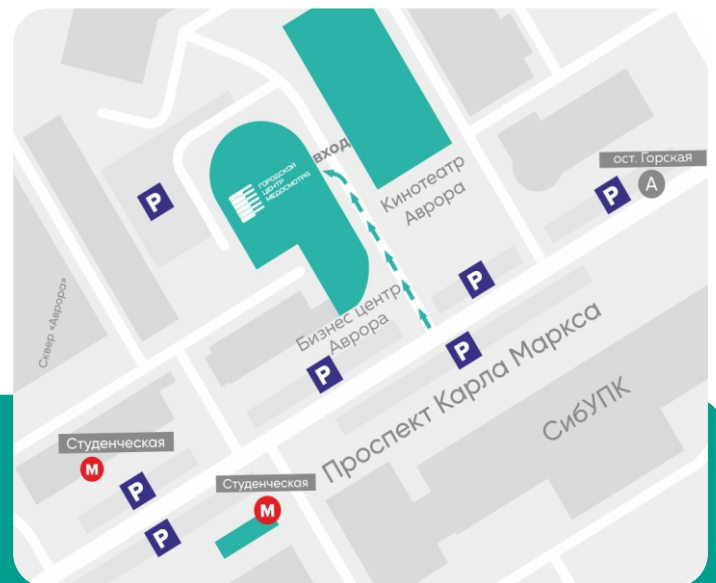 ГОРОДСКОЙ
ЦЕНТР
МЕДОСМОТРА
вход
Кинотеатр
Аврора
ост. Горская
А
Р
Р
Р
Р
Р
Р
Р
Сквер «Аврора»
Бизнес центр
Аврора
Проспект Карла Маркса
СибУПК
Студенческая
М
Студенческая
М